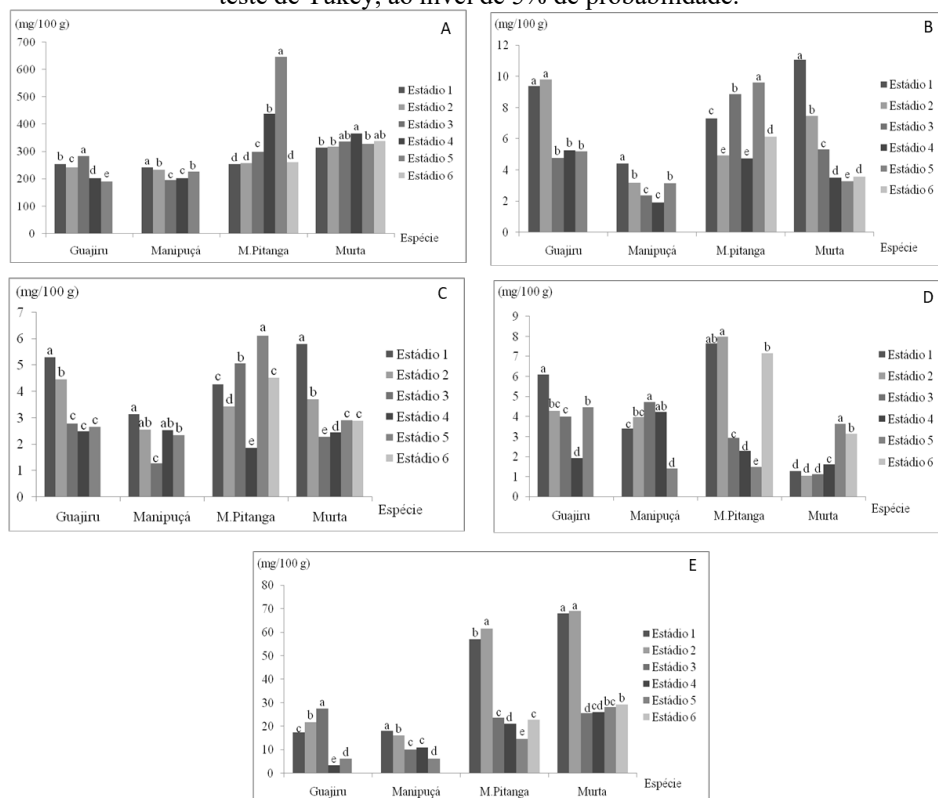 teste de Tukey, ao nível de 5% de probabilidade.
(mg/100 g)
A
700
600
500
400
300
200
100
0
b c a d e
a b c c b
d d c b a d
b b ab a b ab
Guajiru Manipuçá M.Pitanga Murta
Espécie
Estádio 1
Estádio 2
Estádio 3
Estádio 4
Estádio 5
Estádio 6
(mg/100 g)
B
12
10
8
6
4
2
0
a a c b b
a b c d b
c e b e a d
a b c d e d
Guajiru Manipuçá M.Pitanga Murta
Espécie
Estádio 1
Estádio 2
Estádio 3
Estádio 4
Estádio 5
Estádio 6
(mg/100 g)
C
7
6
5
4
3
2
1
0
a b c c c
a ab c ab b
c d b e a c
a b e d c c
Guajiru Manipuçá M.Pitanga Murta
Espécie
Estádio 1
Estádio 2
Estádio 3
Estádio 4
Estádio 5
Estádio 6
(mg/100 g)
D
9
8
7
6
5
4
3
2
1
0
a bc c d b
c bc a ab d
ab a c d e b
d d d c a b
Guajiru Manipuçá M.Pitanga Murta
Espécie
Estádio 1
Estádio 2
Estádio 3
Estádio 4
Estádio 5
Estádio 6
(mg/100 g)
E
80
70
60
50
40
30
20
10
0
c b a e d
a b c c d
b a c d e c
a a d cd bc b
Guajiru Manipuçá M.Pitanga Murta
Espécie
Estádio 1
Estádio 2
Estádio 3
Estádio 4
Estádio 5
Estádio 6